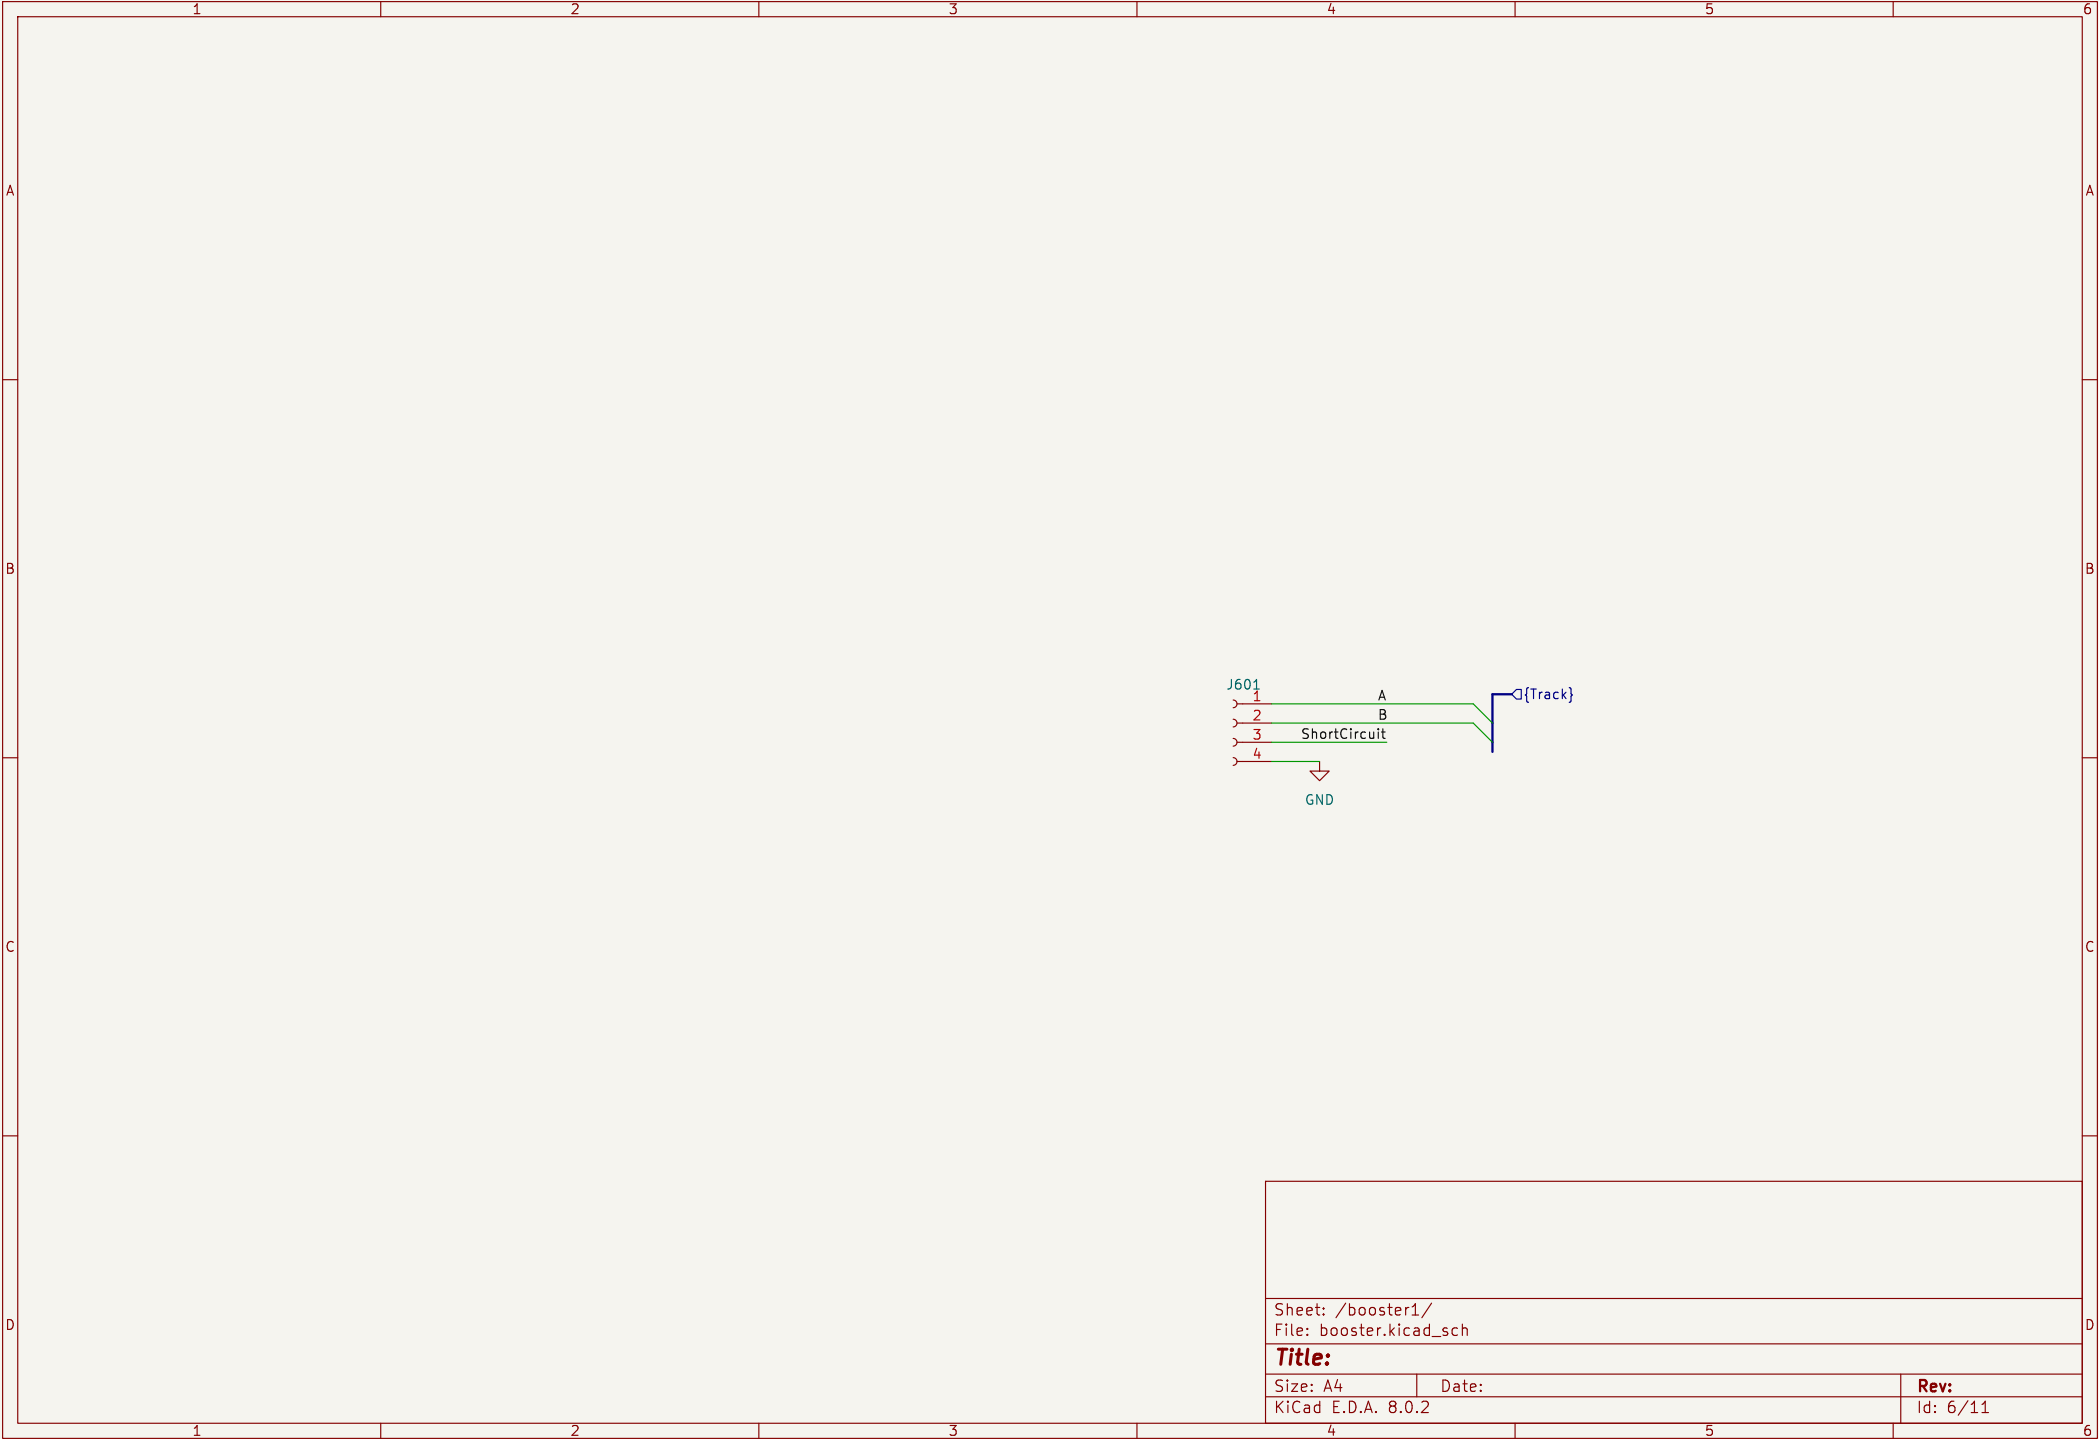 1 2 3 4 5 6
A A
B B
J601
1 A {Track}
2 B
3 ShortCircuit
4
GND
C C
Sheet: /booster1/
File: booster.kicad_sch
D D
Title:
Size: A4 Date: Rev:
KiCad E.D.A. 8.0.2 Id: 6/11
1 2 3 4 5 6